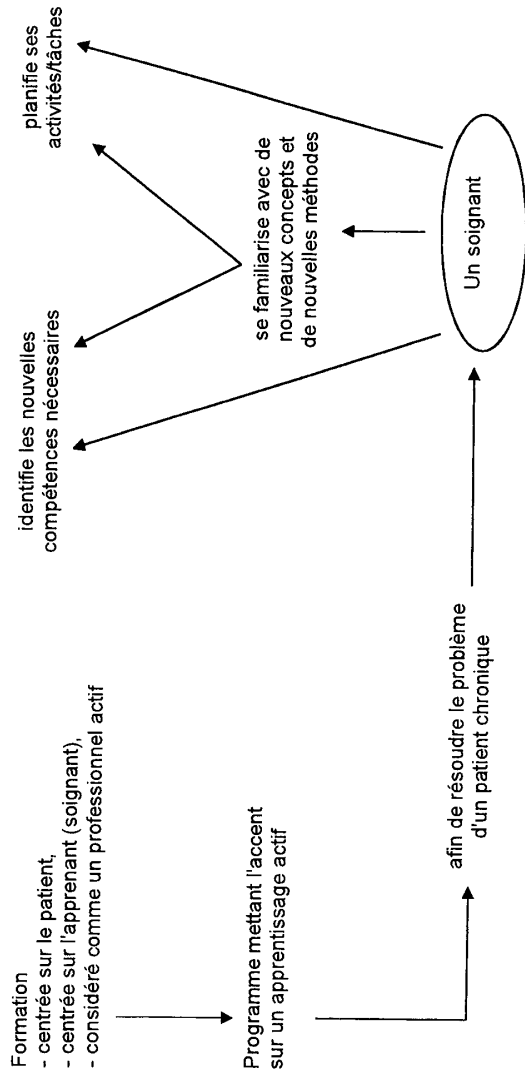 Formation
- centrée sur le patient,
- centrée sur l'apprenant (soignant),
- considéré comme un professionnel actif
Programme mettant l'accent
sur un apprentissage actif
afin de résoudre le problème
d'un patient chronique
identifie les nouvelles
compétences nécessaires
planifie ses
activités/tâches
se familiarise avec de
nouveaux concepts et
de nouvelles méthodes
Un soignant